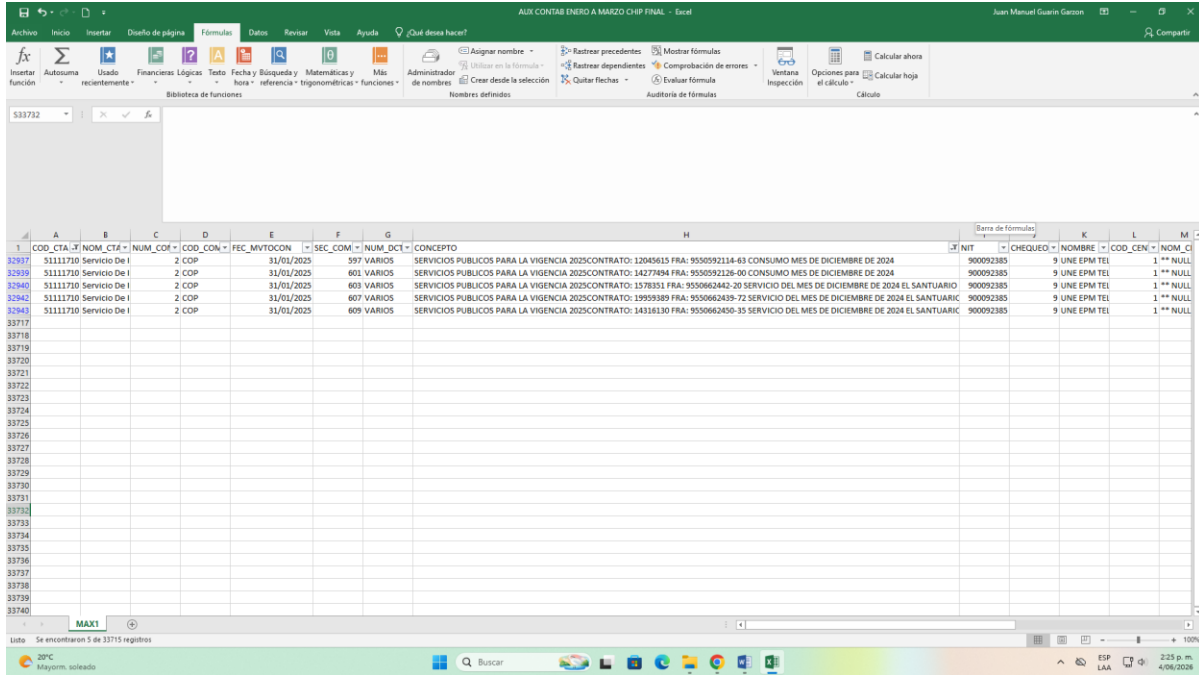 AUX CONTAB ENERO A MARZO CHIP FINAL - Excel
Juan Manuel Guarin Garzon
Archivo Inicio Insertar Diseño de página Fórmulas Datos Revisar Vista Ayuda ¿Qué desea hacer? Compartir
Insertar función
Autosuma
Usado recientemente
Financieras
Lógicas
Texto
Fecha y hora
Búsqueda y referencia
Matemáticas y trigonométricas
Más funciones
Biblioteca de funciones
Administrador de nombres
Asignar nombre
Utilizar en la fórmula
Crear desde la selección
Nombres definidos
Rastrear precedentes
Rastrear dependientes
Quitar flechas
Mostrar fórmulas
Comprobación de errores
Evaluar fórmula
Auditoría de fórmulas
Ventana Inspección
Opciones para el cálculo
Calcular ahora
Calcular hoja
Cálculo
S33732 fx
Barra de fórmulas
A B C D E F G H K L M
1 COD_CTA NOM_CTA NUM_COM COD_COM FEC_MVTOCON SEC_COM NUM_DCT CONCEPTO NIT CHEQUEO NOMBRE COD_CEN NOM_CE
32937 51111710 Servicio De I 2 COP 31/01/2025 597 VARIOS SERVICIOS PUBLICOS PARA LA VIGENCIA 2025CONTRATO: 12045615 FRA: 9550592114-63 CONSUMO MES DE DICIEMBRE DE 2024 900092385 9 UNE EPM TEL 1 ** NULL
32939 51111710 Servicio De I 2 COP 31/01/2025 601 VARIOS SERVICIOS PUBLICOS PARA LA VIGENCIA 2025CONTRATO: 14277494 FRA: 9550592126-00 CONSUMO MES DE DICIEMBRE DE 2024 900092385 9 UNE EPM TEL 1 ** NULL
32940 51111710 Servicio De I 2 COP 31/01/2025 603 VARIOS SERVICIOS PUBLICOS PARA LA VIGENCIA 2025CONTRATO: 1578351 FRA: 9550662442-20 SERVICIO DEL MES DE DICIEMBRE DE 2024 EL SANTUARIO 900092385 9 UNE EPM TEL 1 ** NULL
32942 51111710 Servicio De I 2 COP 31/01/2025 607 VARIOS SERVICIOS PUBLICOS PARA LA VIGENCIA 2025CONTRATO: 19959389 FRA: 9550662439-72 SERVICIO DEL MES DE DICIEMBRE DE 2024 EL SANTUARIO 900092385 9 UNE EPM TEL 1 ** NULL
32943 51111710 Servicio De I 2 COP 31/01/2025 609 VARIOS SERVICIOS PUBLICOS PARA LA VIGENCIA 2025CONTRATO: 14316130 FRA: 9550662450-35 SERVICIO DEL MES DE DICIEMBRE DE 2024 EL SANTUARIO 900092385 9 UNE EPM TEL 1 ** NULL
33717
33718
33719
33720
33721
33722
33723
33724
33725
33726
33727
33728
33729
33730
33731
33732
33733
33734
33735
33736
33737
33738
33739
33740
MAX1
Listo Se encontraron 5 de 33715 registros 100%
20°C
Mayorm. soleado
Buscar
ESP
LAA
2:25 p. m.
4/06/2026